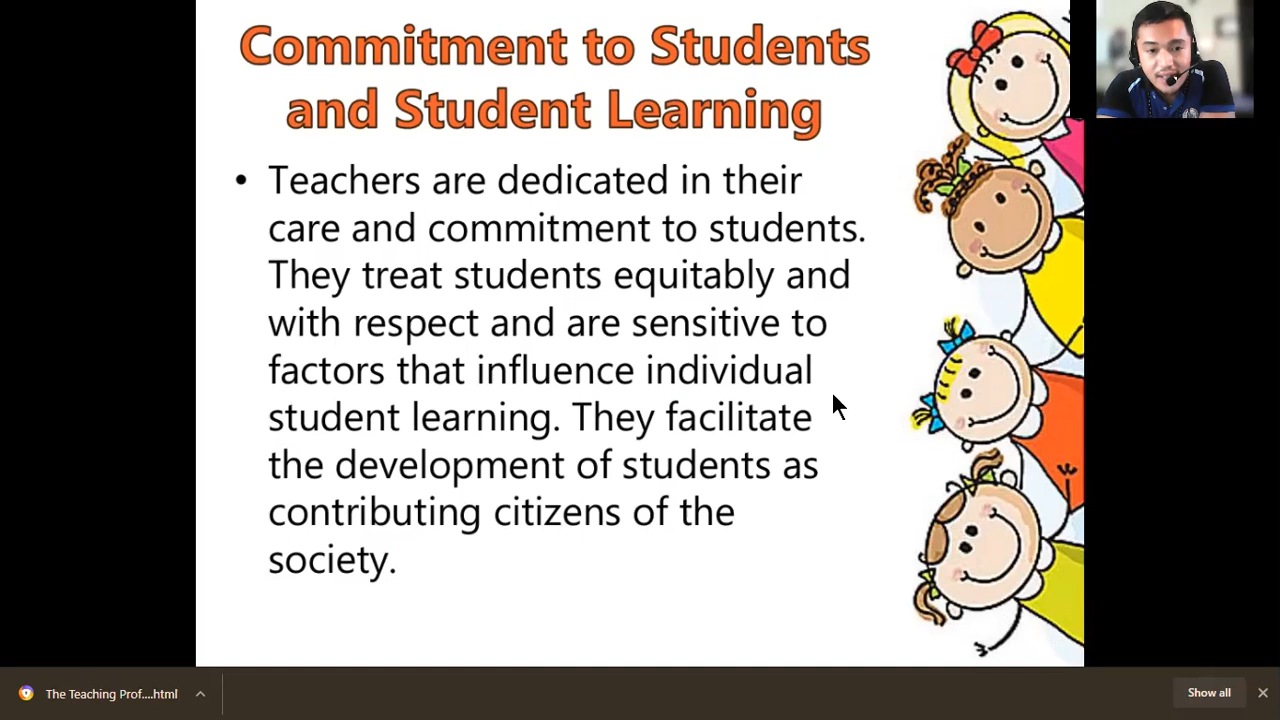 Commitment to Students
and Student Learning
• Teachers are dedicated in their
care and commitment to students.
They treat students equitably and
with respect and are sensitive to
factors that influence individual
student learning. They facilitate
the development of students as
contributing citizens of the
society.
The Teaching Prof....html
Show all